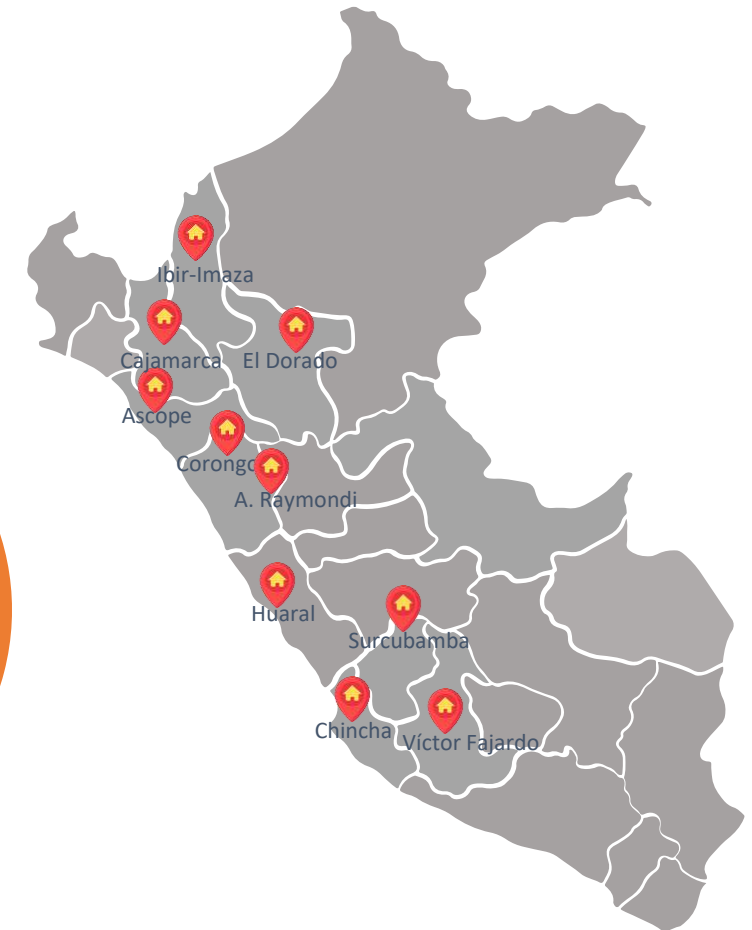 Ibir-Imaza
Cajamarca
El Dorado
Ascope
Corongo
A. Raymondi
Huaral
Surcubamba
Chincha
Víctor Fajardo